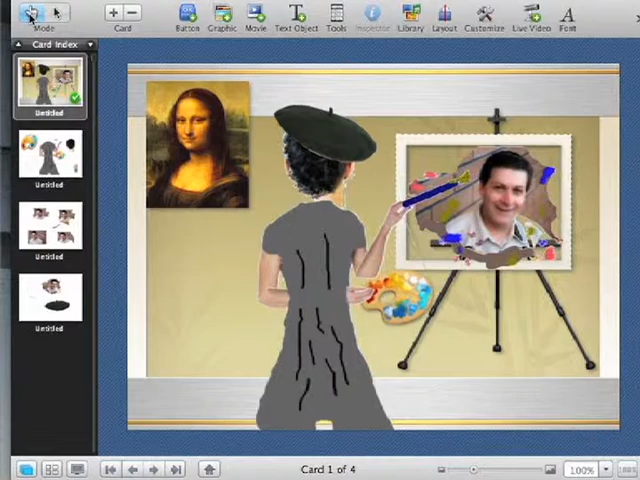 Mode Card Button Graphic Movie Text Object Tools Inspector Library Layout Customize Live Video Font
Card Index
Untitled
Untitled
Untitled
Untitled
Card 1 of 4
100%
100%